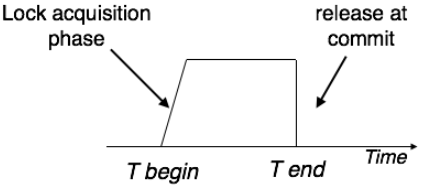 Lock acquisition
phase
release at
commit
T begin
T end
Time